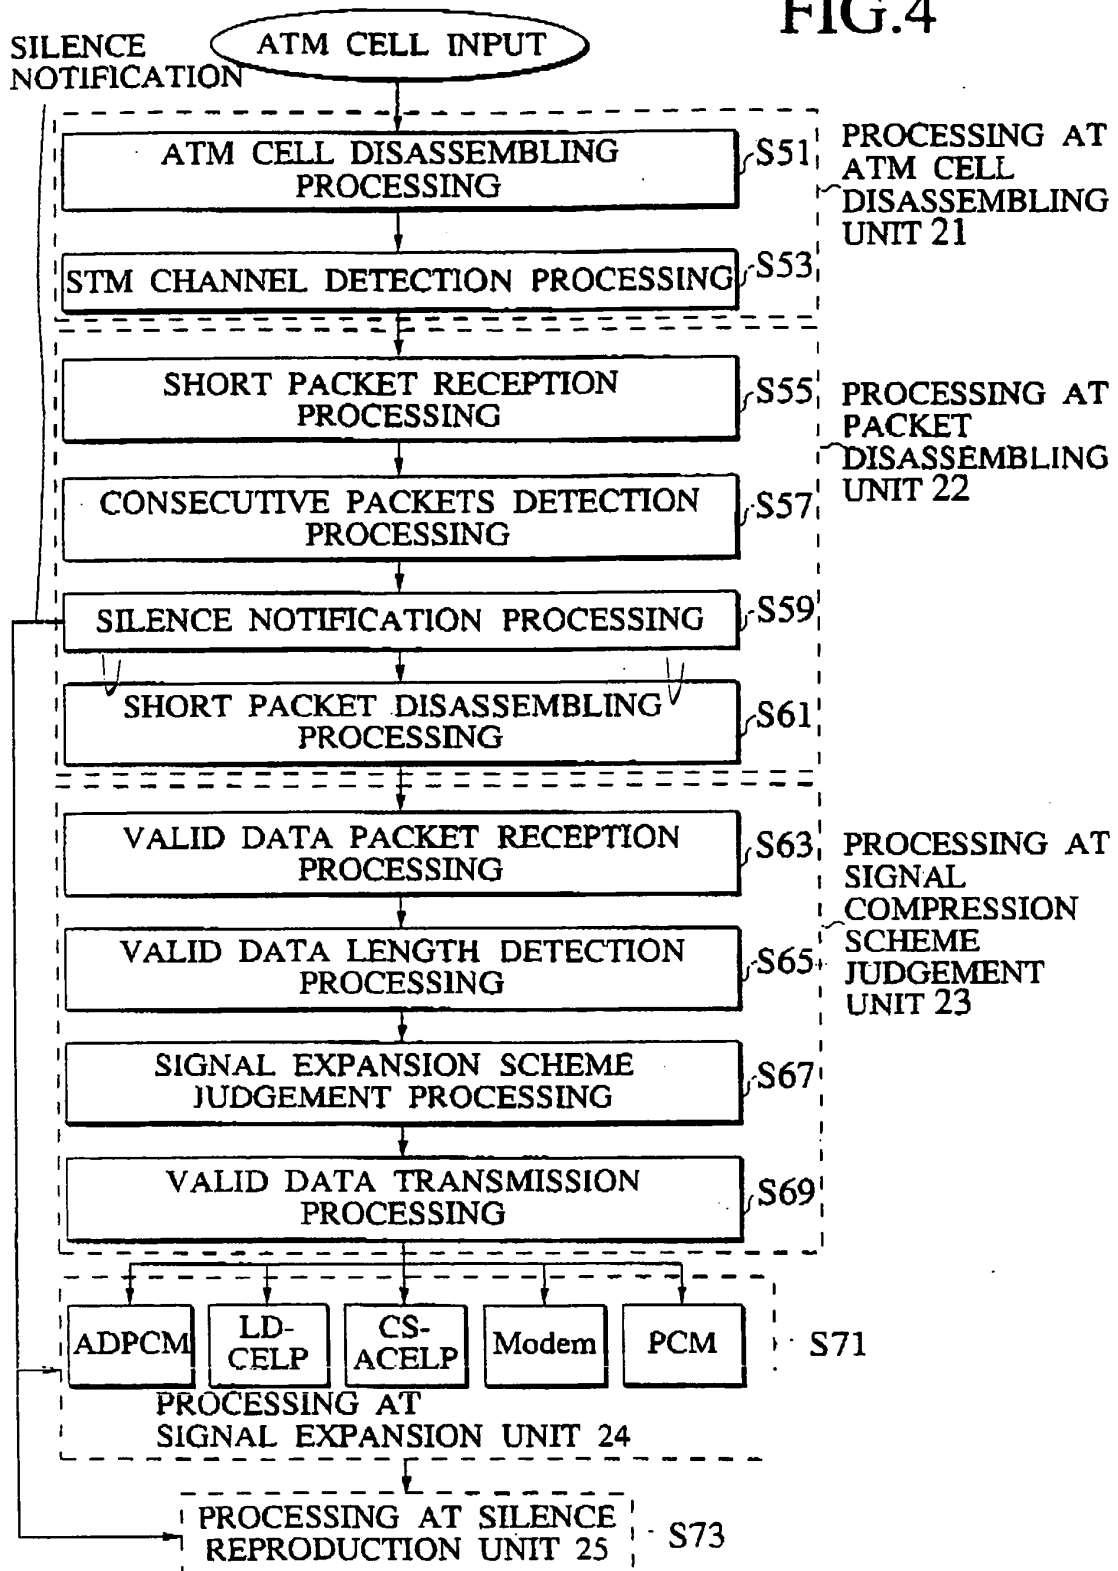 FIG.4
SILENCE
NOTIFICATION
ATM CELL INPUT
ATM CELL DISASSEMBLING
PROCESSING
S51
STM CHANNEL DETECTION PROCESSING
S53
PROCESSING AT
ATM CELL
DISASSEMBLING
UNIT 21
SHORT PACKET RECEPTION
PROCESSING
S55
CONSECUTIVE PACKETS DETECTION
PROCESSING
S57
SILENCE NOTIFICATION PROCESSING
S59
SHORT PACKET DISASSEMBLING
PROCESSING
S61
PROCESSING AT
PACKET
DISASSEMBLING
UNIT 22
VALID DATA PACKET RECEPTION
PROCESSING
S63
VALID DATA LENGTH DETECTION
PROCESSING
S65
SIGNAL EXPANSION SCHEME
JUDGEMENT PROCESSING
S67
VALID DATA TRANSMISSION
PROCESSING
S69
PROCESSING AT
SIGNAL
COMPRESSION
SCHEME
JUDGEMENT
UNIT 23
ADPCM
LD-
CELP
CS-
ACELP
Modem
PCM
S71
PROCESSING AT
SIGNAL EXPANSION UNIT 24
PROCESSING AT SILENCE
REPRODUCTION UNIT 25
S73